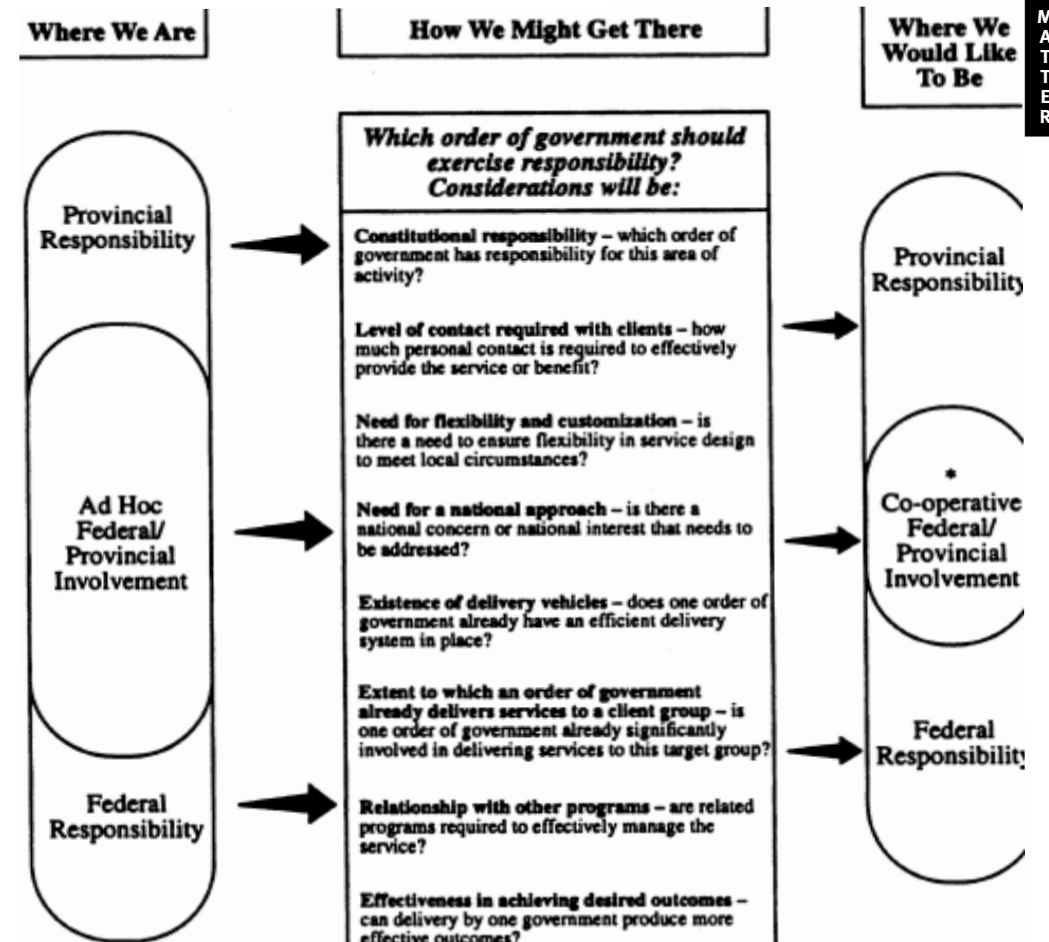 Where We Are
How We Might Get There
Where We
Would Like
To Be
M
A
T
T
E
R
Provincial
Responsibility
Ad Hoc
Federal/
Provincial
Involvement
Federal
Responsibility
Which order of government should
exercise responsibility?
Considerations will be:
Constitutional responsibility – which order of
government has responsibility for this area of
activity?
Level of contact required with clients – how
much personal contact is required to effectively
provide the service or benefit?
Need for flexibility and customization – is
there a need to ensure flexibility in service design
to meet local circumstances?
Need for a national approach – is there a
national concern or national interest that needs to
be addressed?
Existence of delivery vehicles – does one order of
government already have an efficient delivery
system in place?
Extent to which an order of government
already delivers services to a client group – is
one order of government already significantly
involved in delivering services to this target group?
Relationship with other programs – are related
programs required to effectively manage the
service?
Effectiveness in achieving desired outcomes –
can delivery by one government produce more
effective outcomes?
Provincial
Responsibility
*
Co-operative
Federal/
Provincial
Involvement
Federal
Responsibility